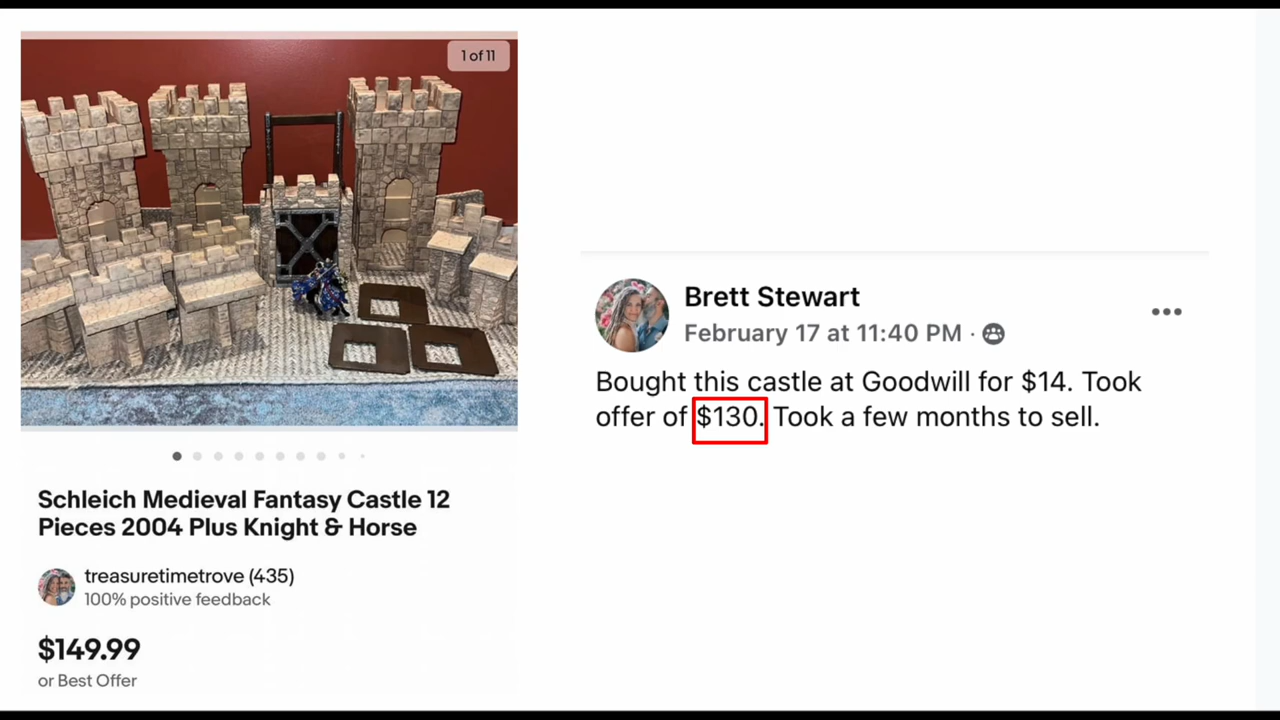 1 of 11
Schleich Medieval Fantasy Castle 12
Pieces 2004 Plus Knight & Horse
treasuretimetrove (435)
100% positive feedback
$149.99
or Best Offer
Brett Stewart
February 17 at 11:40 PM ·
Bought this castle at Goodwill for $14. Took
offer of $130. Took a few months to sell.